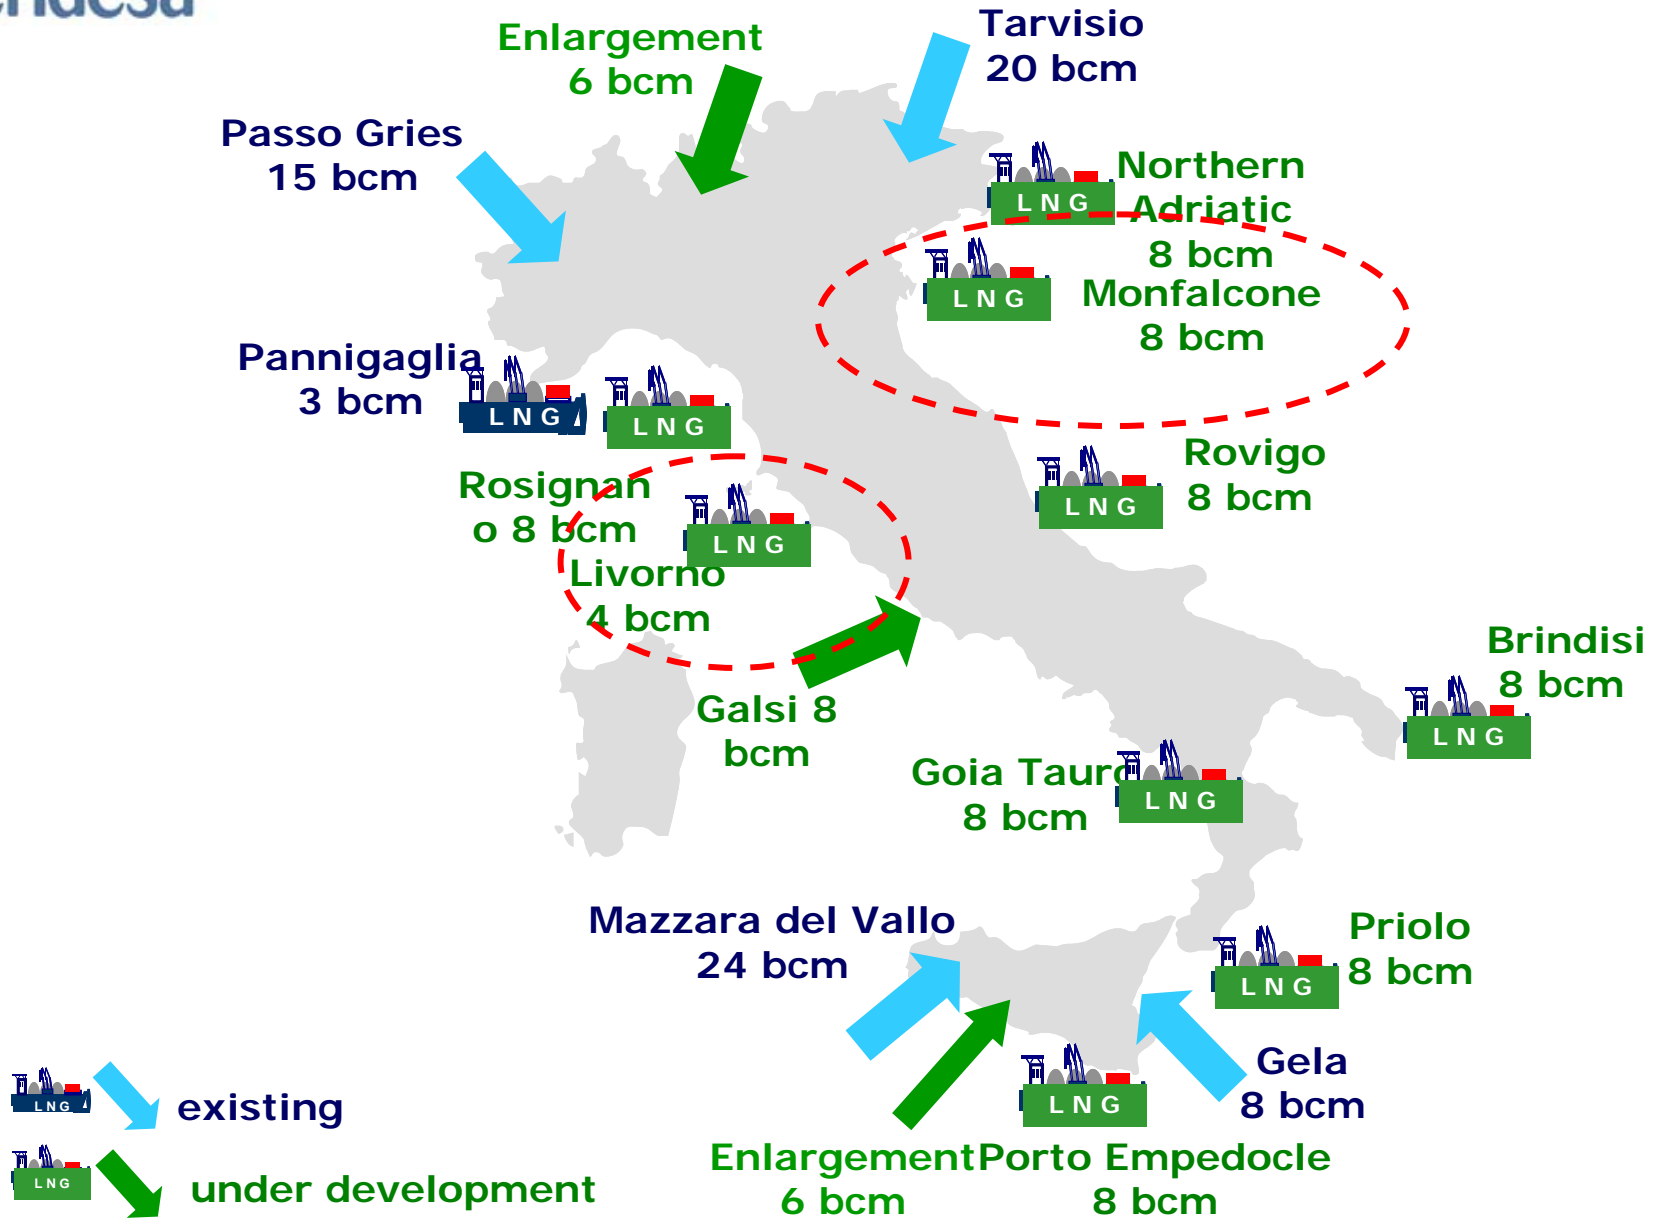 endesa
Enlargement
6 bcm
Tarvisio
20 bcm
Passo Gries
15 bcm
LNG
Northern
Adriatic
8 bcm
LNG
Monfalcone
8 bcm
Pannigaglia
3 bcm
LNG
LNG
Rosignan
o 8 bcm
LNG
Livorno
4 bcm
Rovigo
8 bcm
LNG
Galsi 8
bcm
Brindisi
8 bcm
LNG
Goia Tauro
8 bcm
LNG
Mazzara del Vallo
24 bcm
Priolo
8 bcm
LNG
Gela
8 bcm
LNG
Enlargement
6 bcm
Porto Empedocle
8 bcm
LNG
existing
LNG
under development